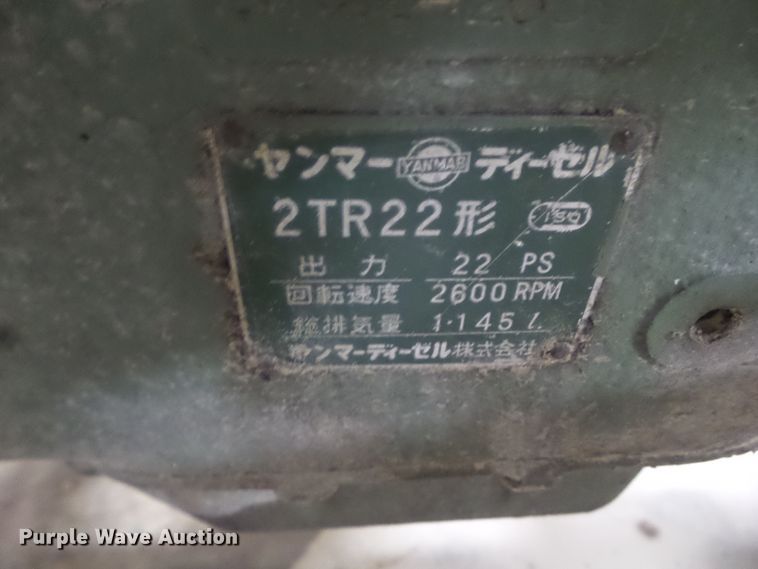 ヤンマー YANMAR ディーゼル
2TR22形 ISO
出力 22 PS
回転速度 2600 RPM
総排気量 1.145 l.
ヤンマーディーゼル株式会社
Purple Wave Auction